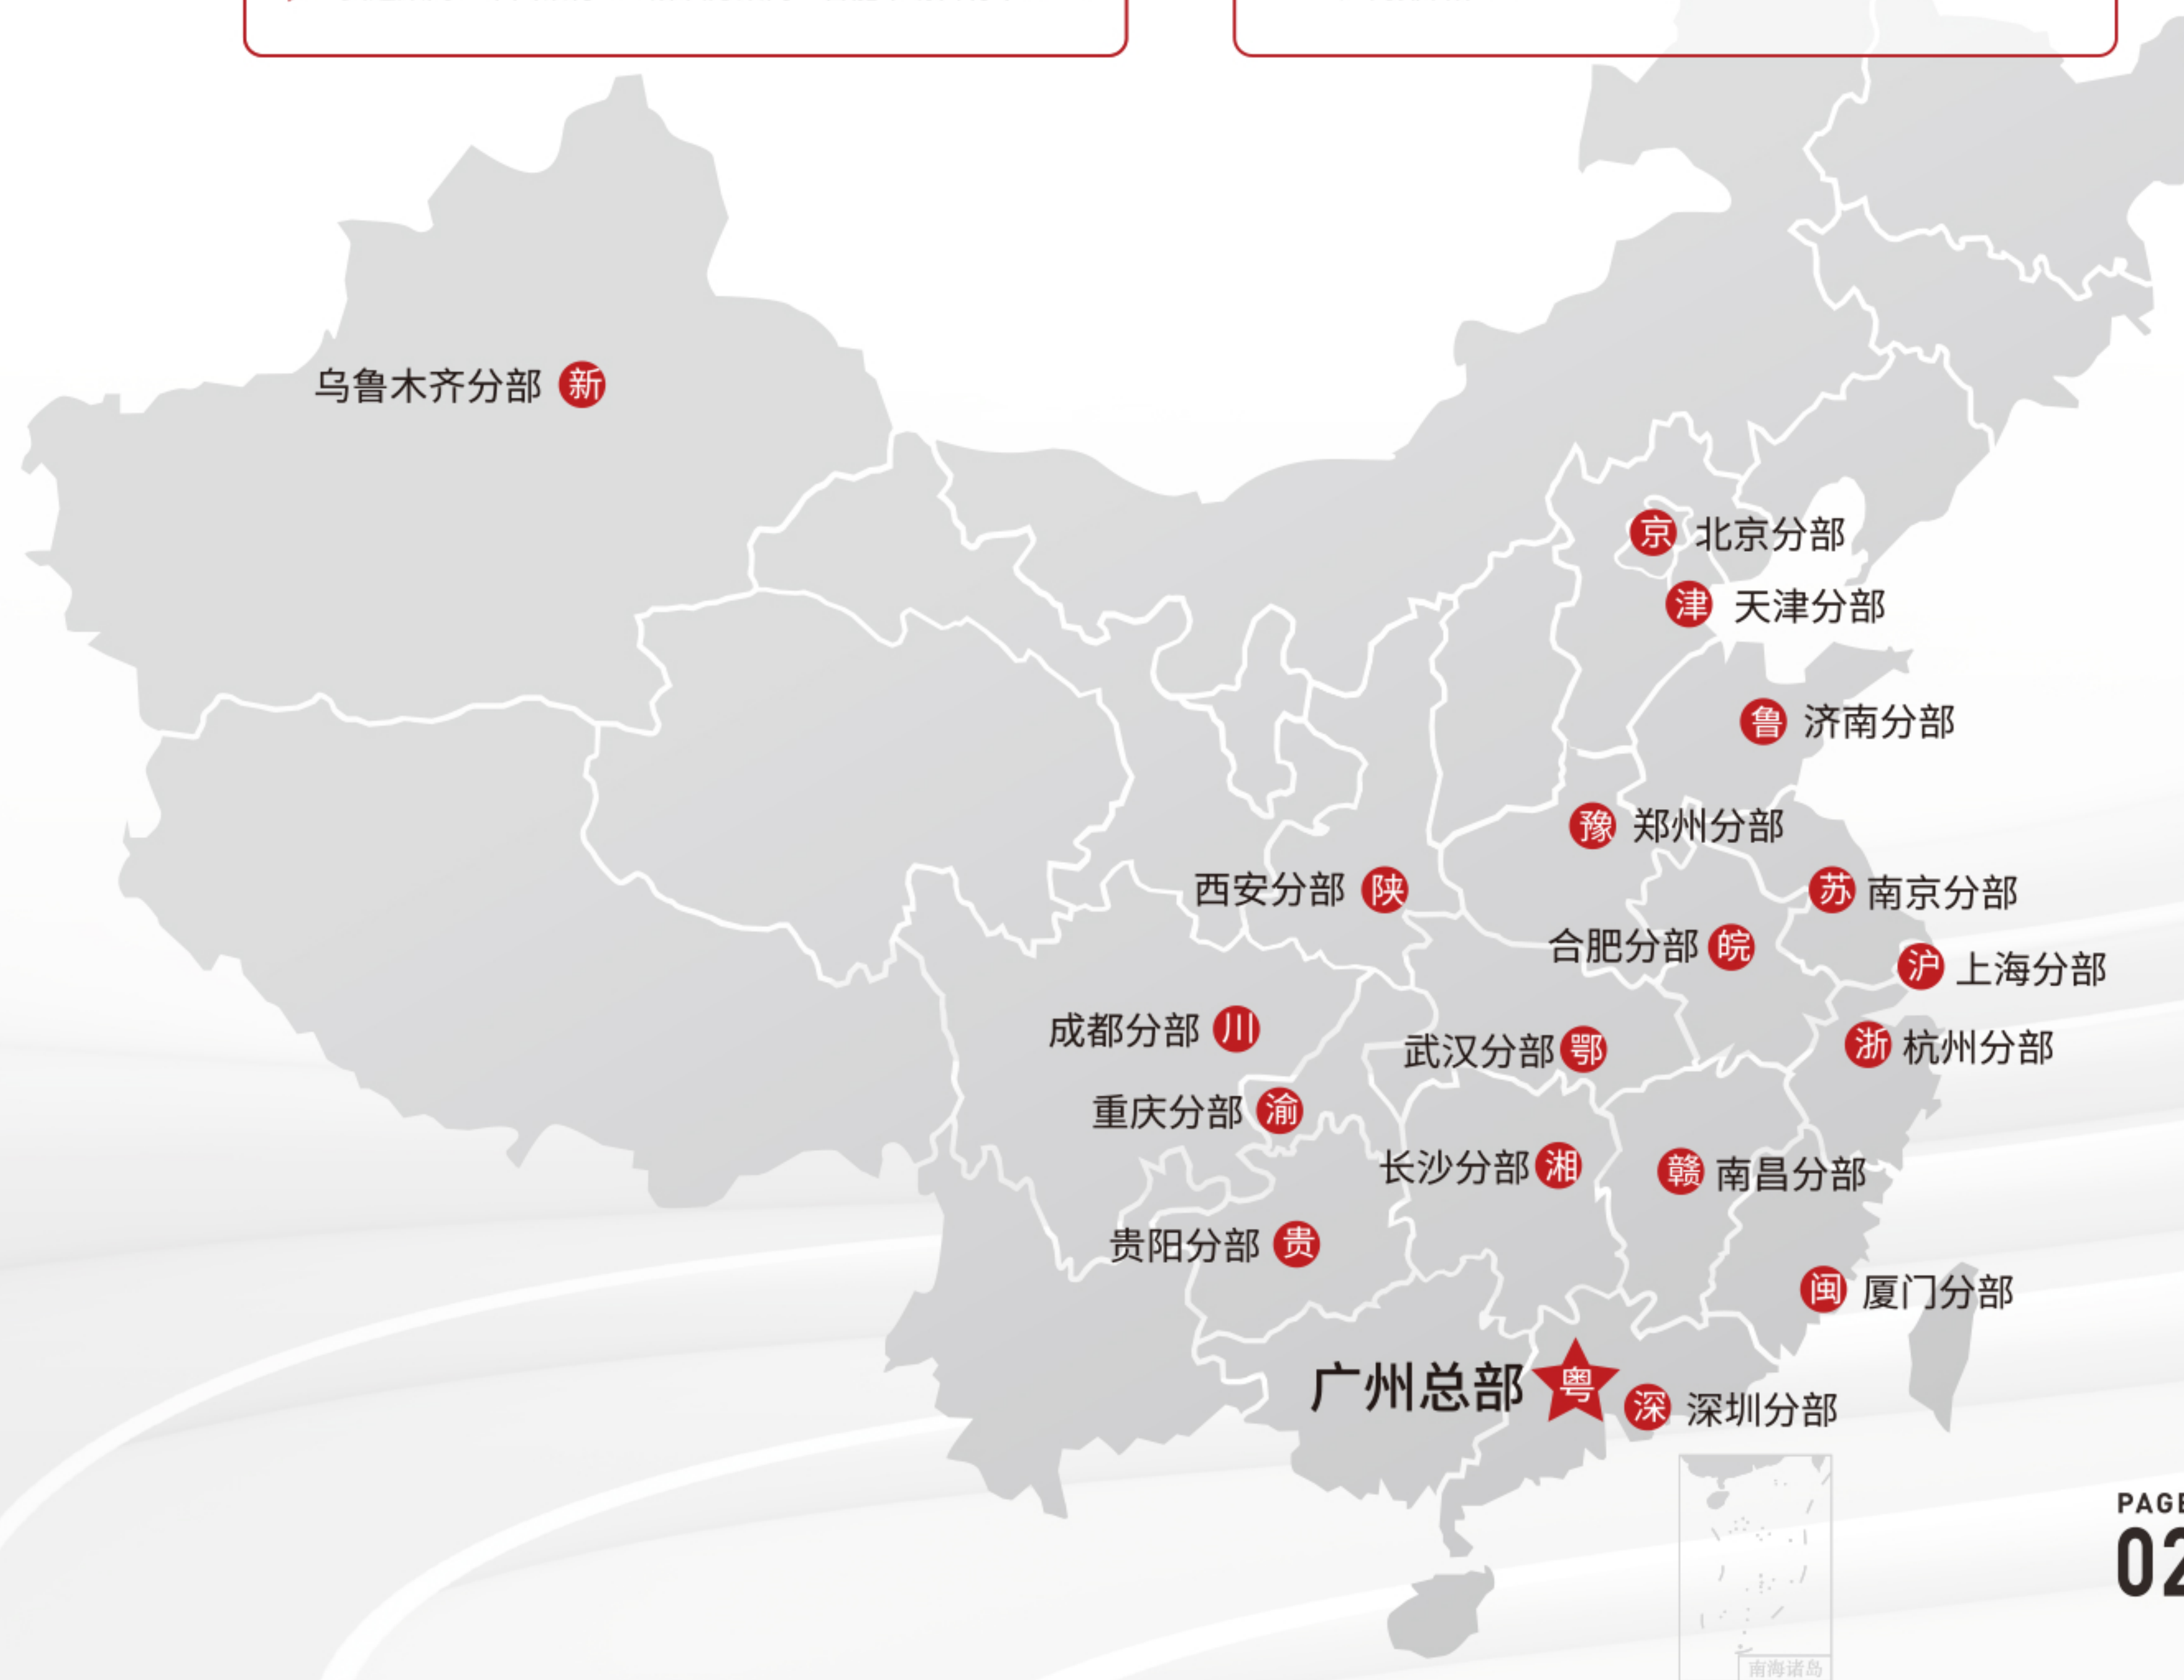 乌鲁木齐分部 新
京 北京分部
津 天津分部
鲁 济南分部
豫 郑州分部
西安分部 陕
苏 南京分部
合肥分部 皖
沪 上海分部
成都分部 川
武汉分部 鄂
浙 杭州分部
重庆分部 渝
长沙分部 湘
赣 南昌分部
贵阳分部 贵
闽 厦门分部
广州总部 粤
深 深圳分部
PAGE
02
南海诸岛